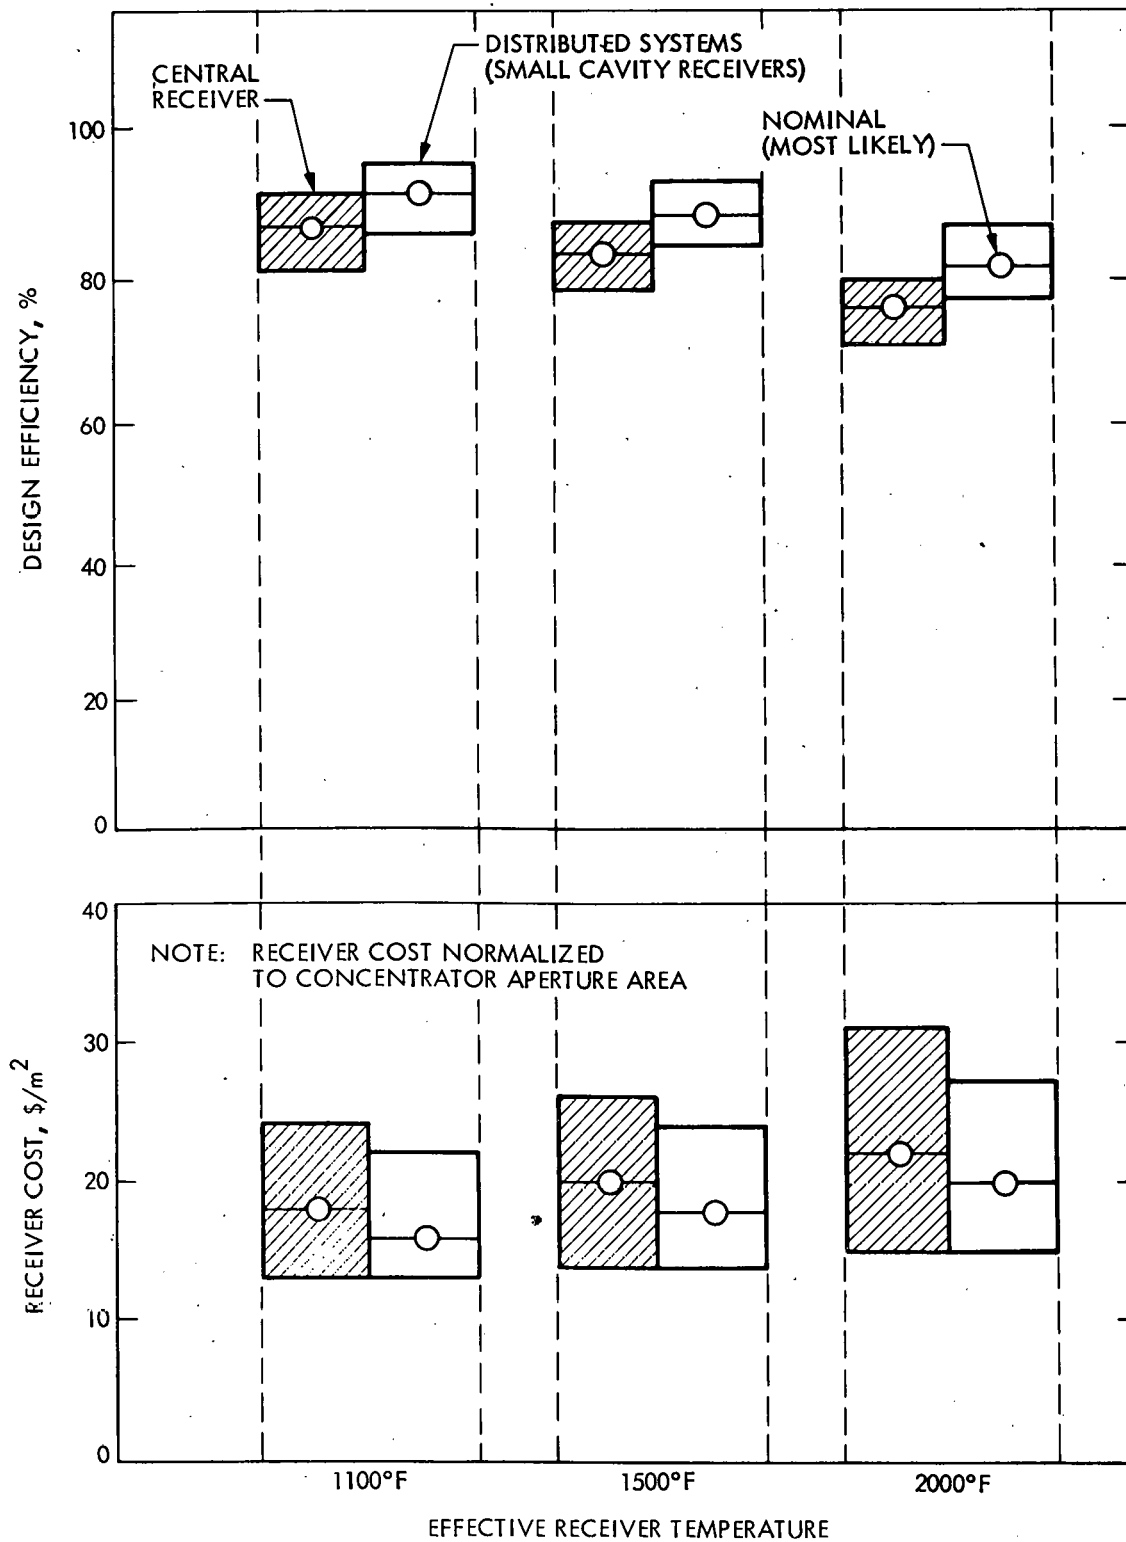 DISTRIBUTED SYSTEMS
(SMALL CAVITY RECEIVERS)
CENTRAL
RECEIVER
NOMINAL
(MOST LIKELY)
100
80
60
40
20
0
DESIGN EFFICIENCY, %
40
30
20
10
0
NOTE: RECEIVER COST NORMALIZED
TO CONCENTRATOR APERTURE AREA
RECEIVER COST, $/m²
1100°F
1500°F
2000°F
EFFECTIVE RECEIVER TEMPERATURE